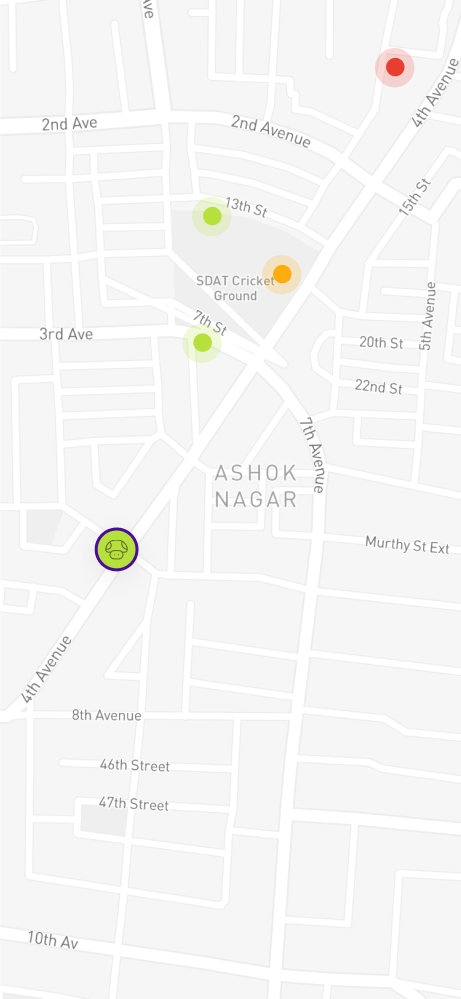 Ave
4th Avenue
2nd Ave
2nd Avenue
15th St
13th St
SDAT Cricket
Ground
5th Avenue
7th St
3rd Ave
20th St
22nd St
7th Avenue
ASHOK
NAGAR
Murthy St Ext
4th Avenue
8th Avenue
46th Street
47th Street
10th Av